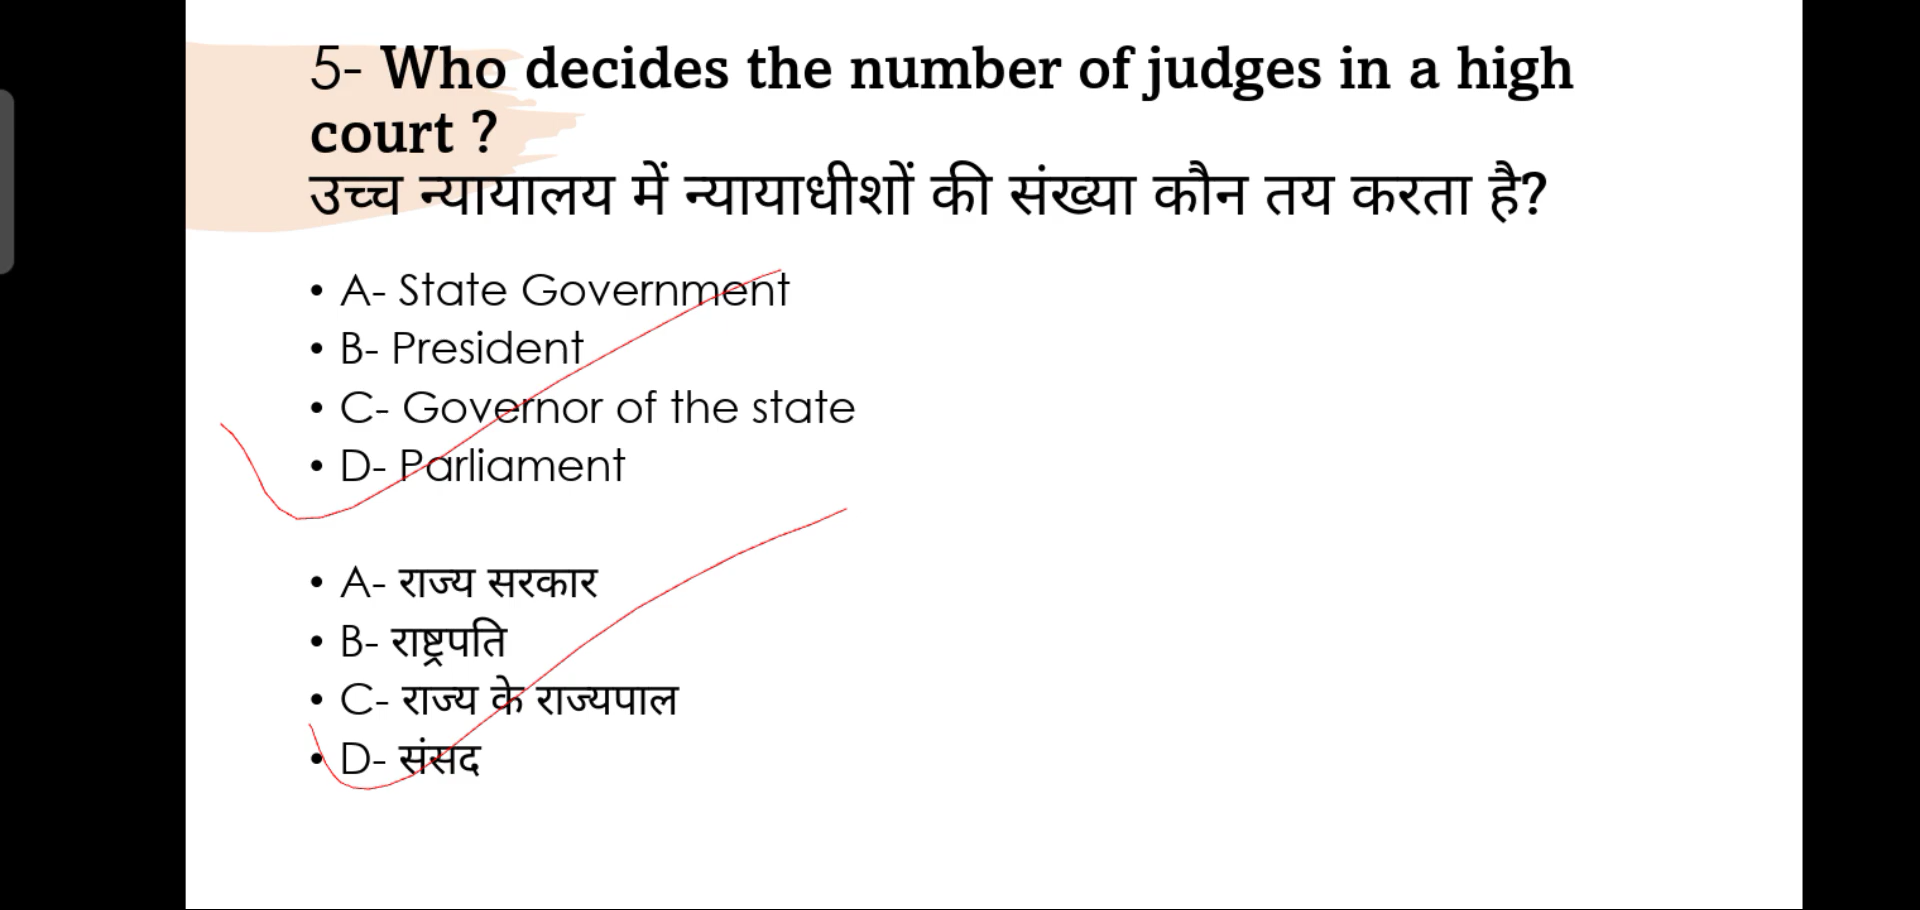 5- Who decides the number of judges in a high
court ?
उच्च न्यायालय में न्यायाधीशों की संख्या कौन तय करता है?
• A- State Government
• B- President
• C- Governor of the state
• D- Parliament
• A- राज्य सरकार
• B- राष्ट्रपति
• C- राज्य के राज्यपाल
• D- संसद